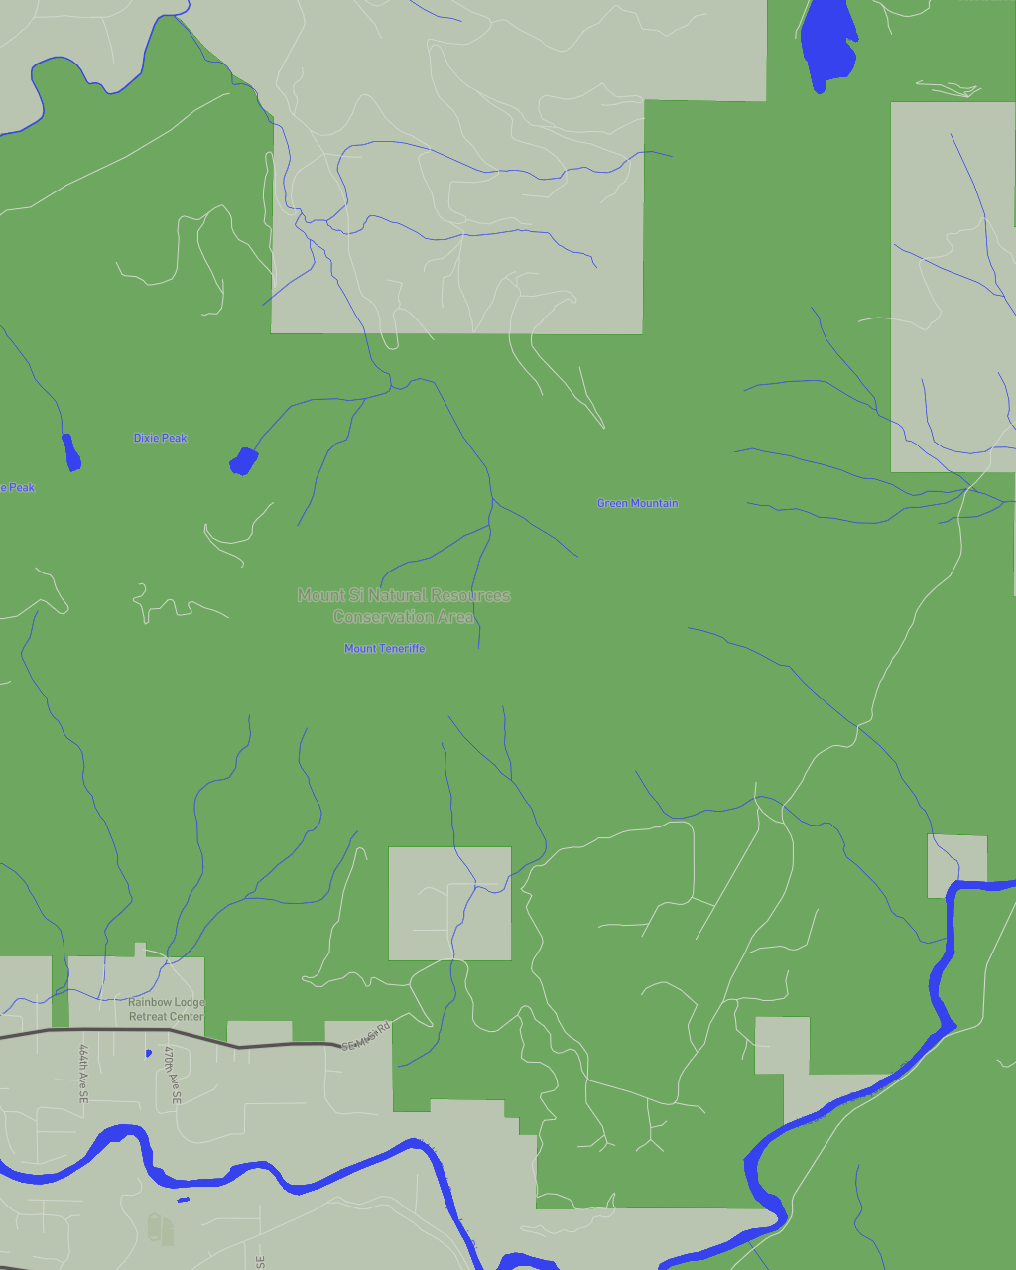 Dixie Peak
e Peak
Green Mountain
Mount Si Natural Resources
Conservation Area
Mount Teneriffe
Rainbow Lodge
Retreat Center
SE Mt Si Rd
464th Ave SE
470th Ave SE
SE